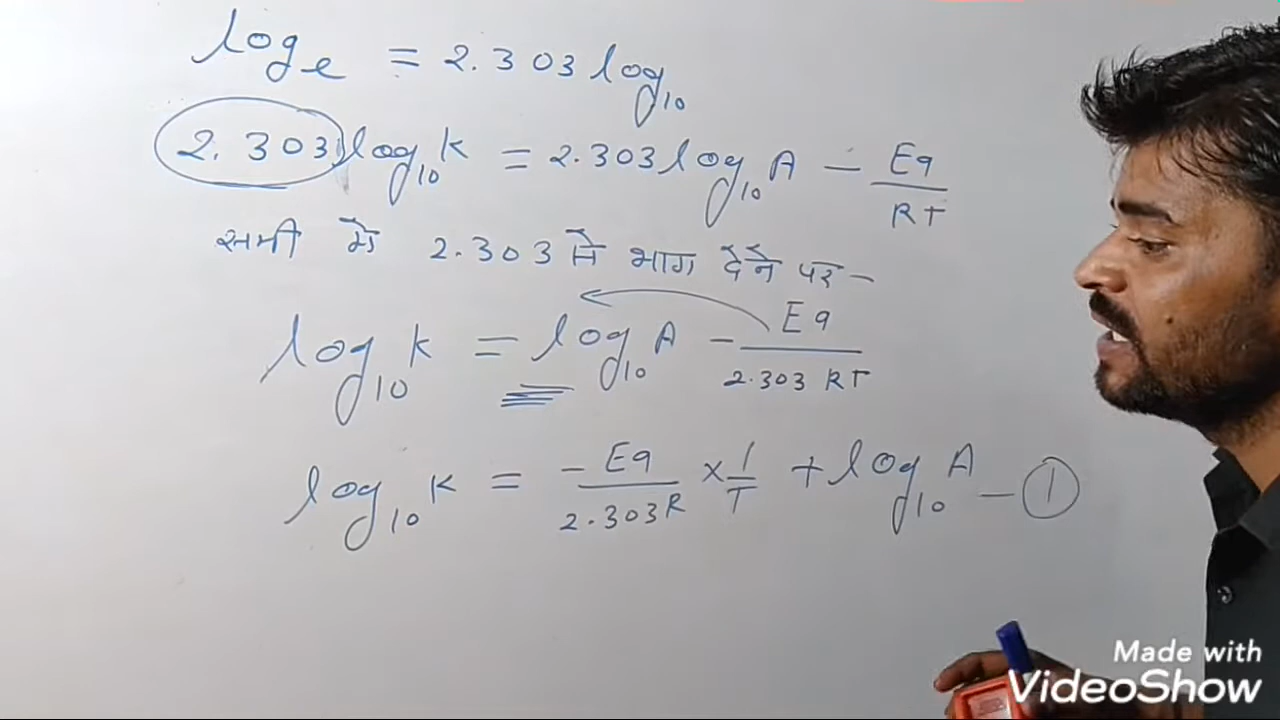 logₑ = 2.303 log₁₀
2.303 log₁₀ K = 2.303 log₁₀ A - Ea/RT
सभी में 2.303 से भाग देने पर -
log₁₀ K = log₁₀ A - Ea/2.303 RT
log₁₀ K = -Ea/2.303R × 1/T + log₁₀ A - ①
Made with
VideoShow